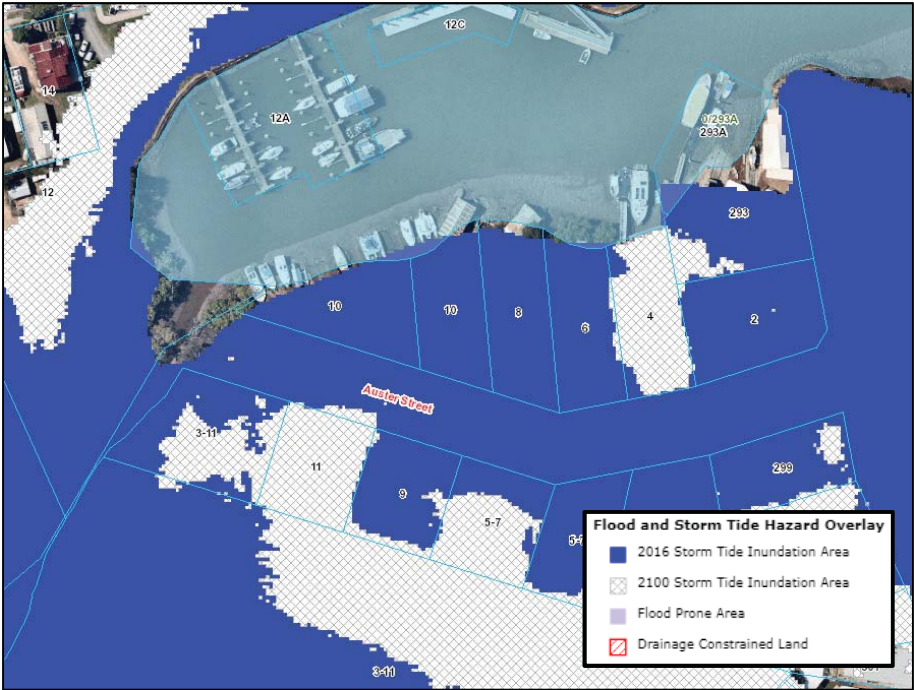 12C
14
12A
0/293A
293A
12
293
10
10
8
6
4
2
Auster Street
3-11
11
9
5-7
299
Flood and Storm Tide Hazard Overlay
2016 Storm Tide Inundation Area
2100 Storm Tide Inundation Area
Flood Prone Area
Drainage Constrained Land
3-11